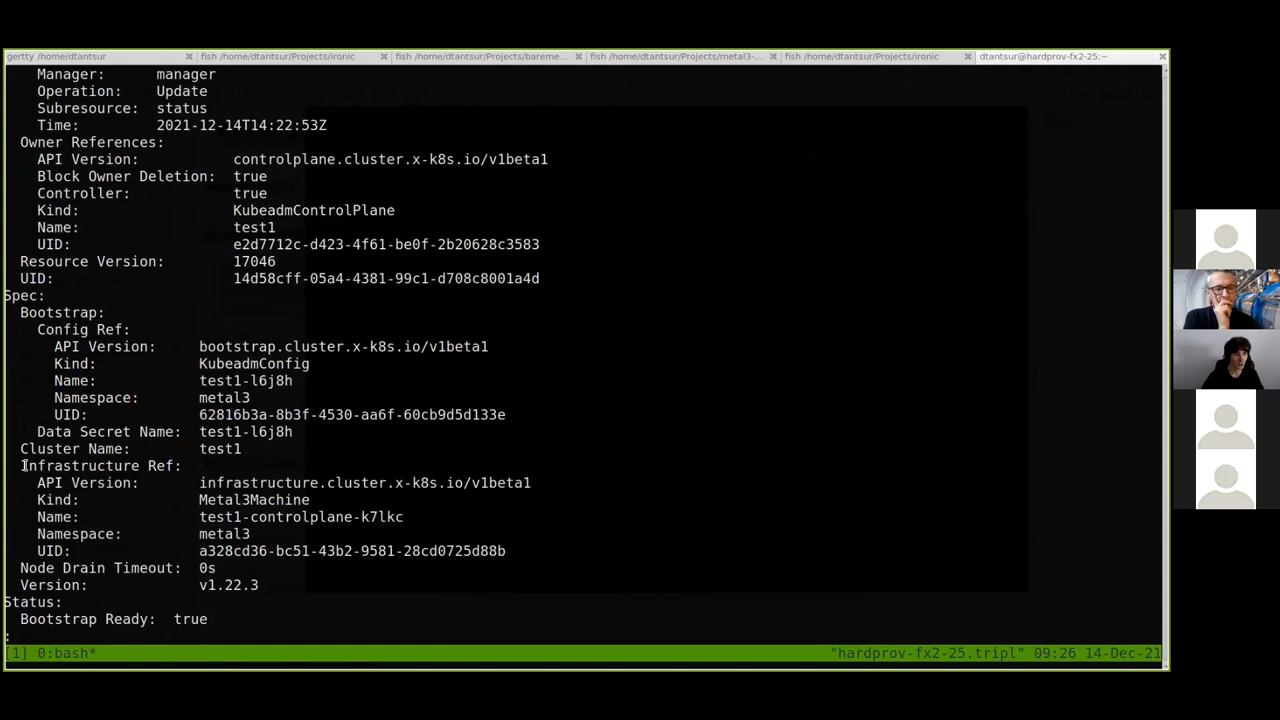 gertty /home/dtantsur
fish /home/dtantsur/Projects/ironic
fish /home/dtantsur/Projects/bareme...
fish /home/dtantsur/Projects/metal3-...
fish /home/dtantsur/Projects/ironic
dtantsur@hardprov-fx2-25:~
Manager: manager
Operation: Update
Subresource: status
Time: 2021-12-14T14:22:53Z
Owner References:
API Version: controlplane.cluster.x-k8s.io/v1beta1
Block Owner Deletion: true
Controller: true
Kind: KubeadmControlPlane
Name: test1
UID: e2d7712c-d423-4f61-be0f-2b20628c3583
Resource Version: 17046
UID: 14d58cff-05a4-4381-99c1-d708c8001a4d
Spec:
Bootstrap:
Config Ref:
API Version: bootstrap.cluster.x-k8s.io/v1beta1
Kind: KubeadmConfig
Name: test1-l6j8h
Namespace: metal3
UID: 62816b3a-8b3f-4530-aa6f-60cb9d5d133e
Data Secret Name: test1-l6j8h
Cluster Name: test1
Infrastructure Ref:
API Version: infrastructure.cluster.x-k8s.io/v1beta1
Kind: Metal3Machine
Name: test1-controlplane-k7lkc
Namespace: metal3
UID: a328cd36-bc51-43b2-9581-28cd0725d88b
Node Drain Timeout: 0s
Version: v1.22.3
Status:
Bootstrap Ready: true
:
[1] 0:bash* "hardprov-fx2-25.tripl" 09:26 14-Dec-21